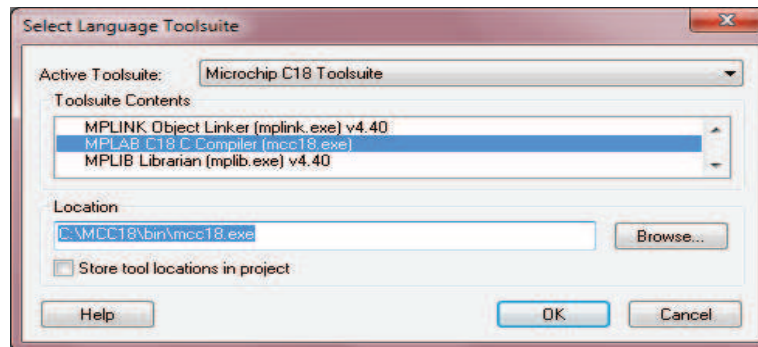 Select Language Toolsuite
Active Toolsuite: Microchip C18 Toolsuite
Toolsuite Contents
MPLINK Object Linker (mplink.exe) v4.40
MPLAB C18 C Compiler (mcc18.exe)
MPLIB Librarian (mplib.exe) v4.40
Location
C:\MCC18\bin\mcc18.exe Browse...
Store tool locations in project
Help OK Cancel